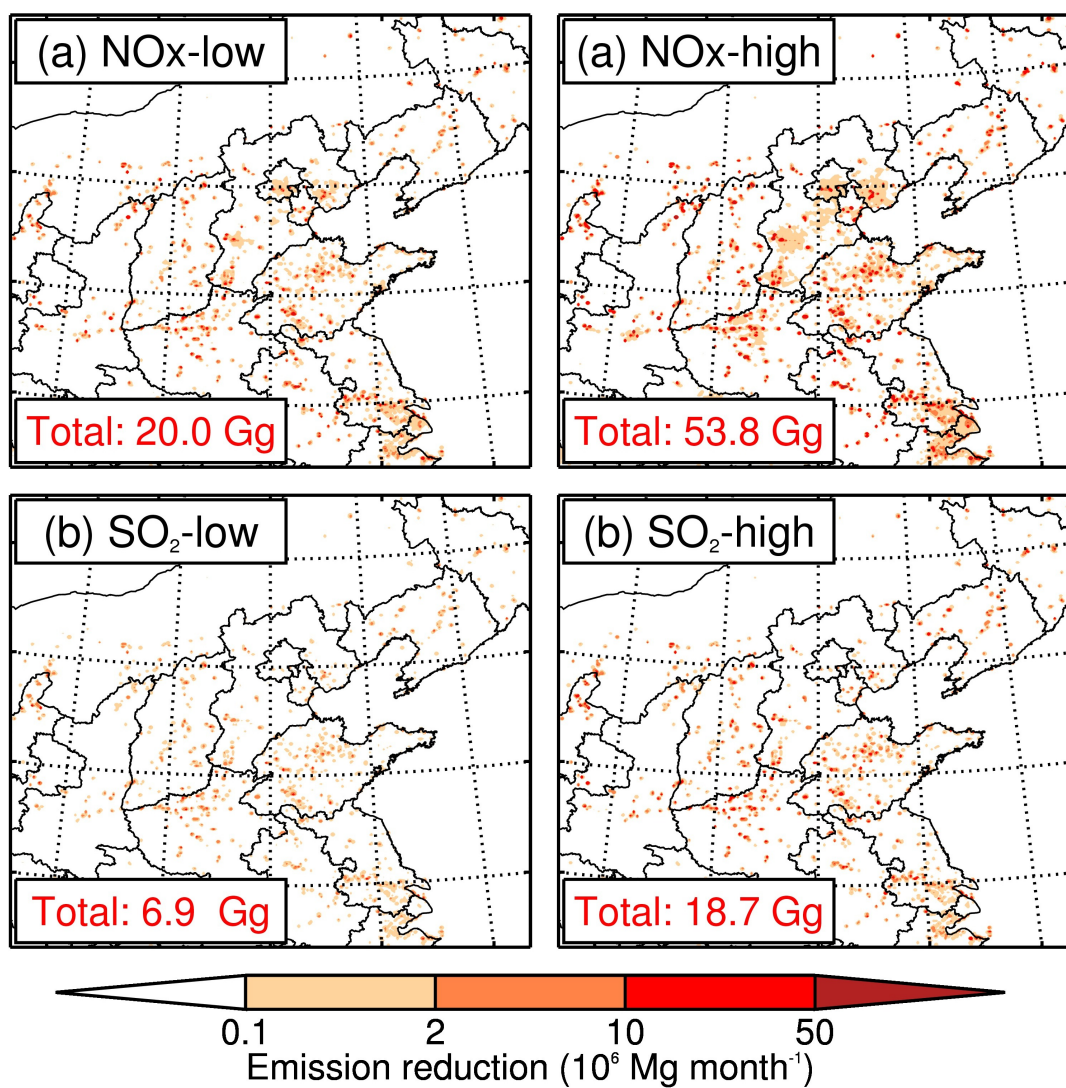 (a) NOx-low
(a) NOx-high
Total: 20.0 Gg
Total: 53.8 Gg
(b) SO₂-low
(b) SO₂-high
Total: 6.9 Gg
Total: 18.7 Gg
0.1 2 10 50
Emission reduction (10⁶ Mg month⁻¹)